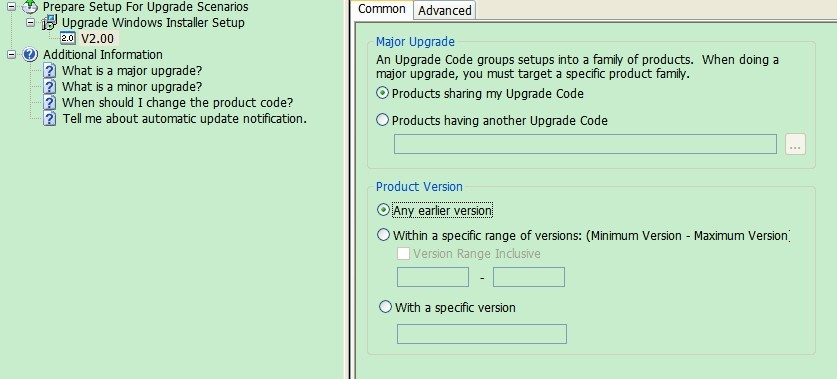 Prepare Setup For Upgrade Scenarios
Upgrade Windows Installer Setup
2.0 V2.00
Additional Information
What is a major upgrade?
What is a minor upgrade?
When should I change the product code?
Tell me about automatic update notification.
Common Advanced
Major Upgrade
An Upgrade Code groups setups into a family of products. When doing a
major upgrade, you must target a specific product family.
Products sharing my Upgrade Code
Products having another Upgrade Code
...
Product Version
Any earlier version
Within a specific range of versions: (Minimum Version - Maximum Version)
Version Range Inclusive
-
With a specific version